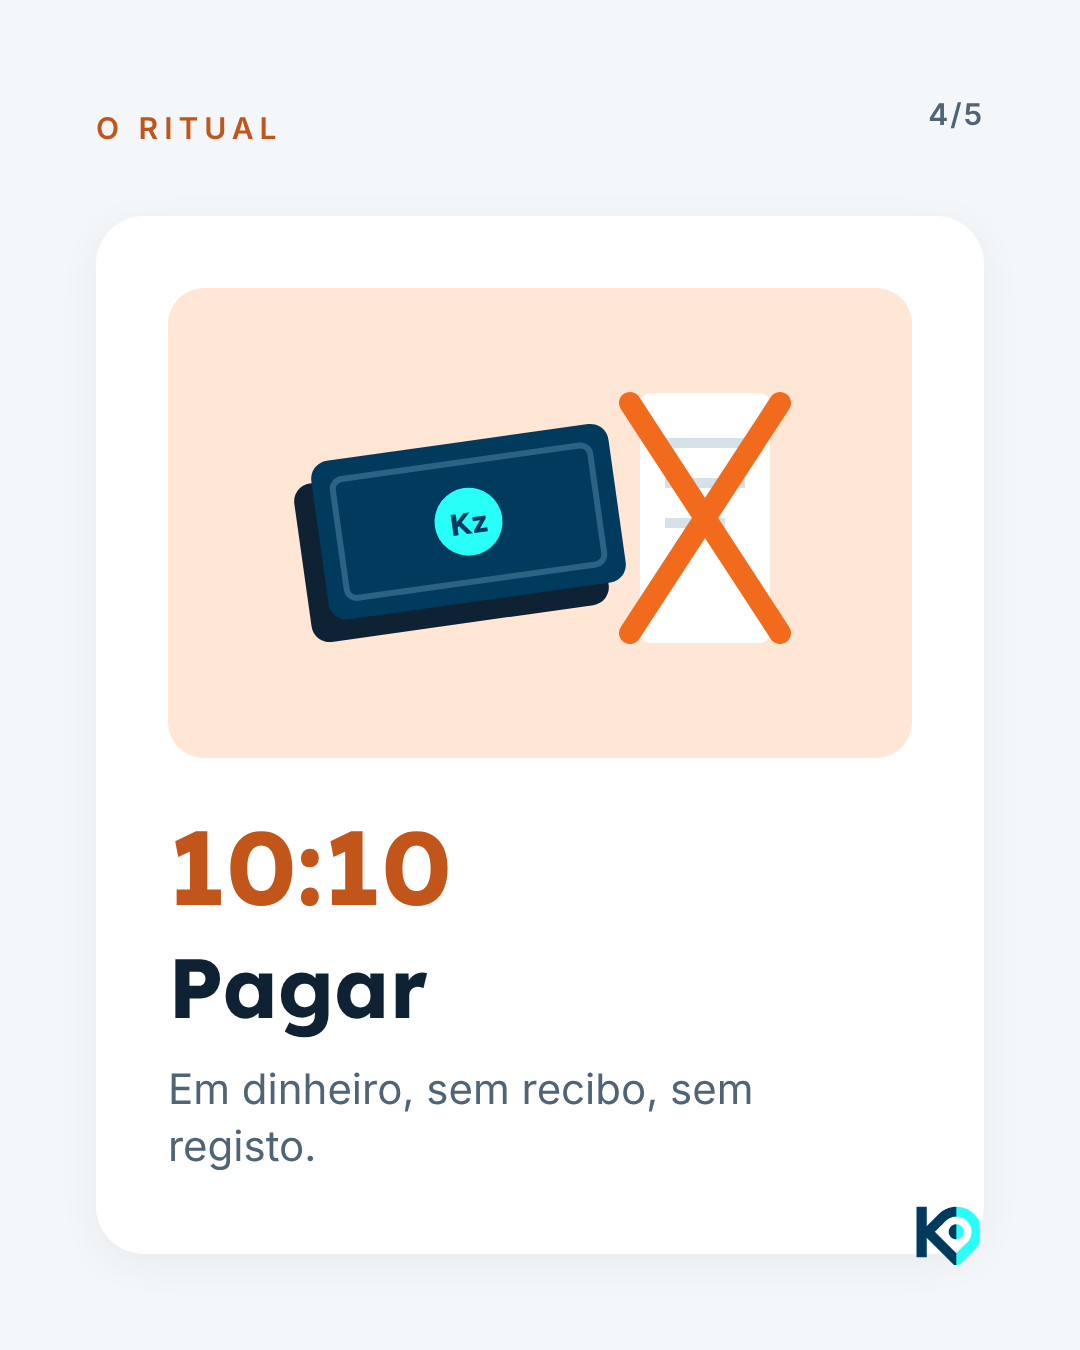 O RITUAL
4/5
Kz
10:10
Pagar
Em dinheiro, sem recibo, sem
registo.